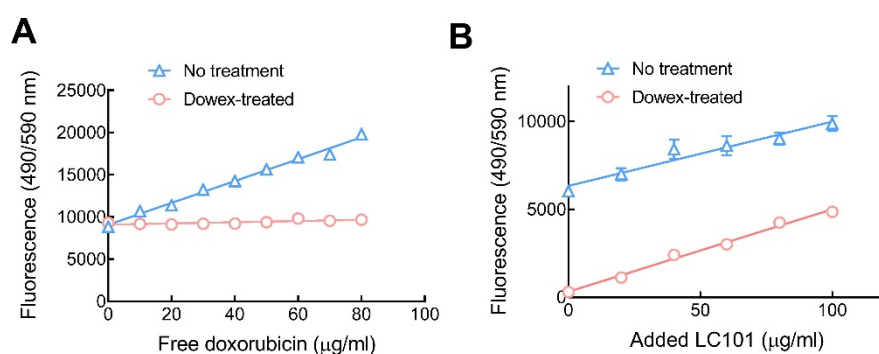 A
No treatment
Dowex-treated
Fluorescence (490/590 nm)
25000
20000
15000
10000
5000
0
0 20 40 60 80 100
Free doxorubicin (μg/ml)
B
No treatment
Dowex-treated
Fluorescence (490/590 nm)
10000
5000
0
0 50 100
Added LC101 (μg/ml)